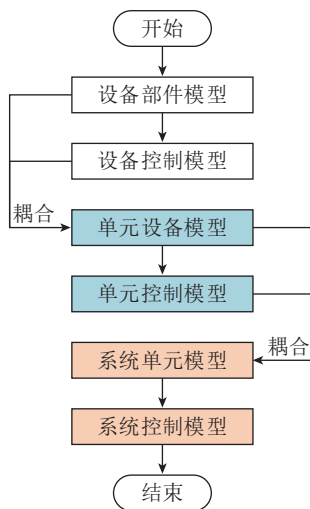 开始
设备部件模型
设备控制模型
耦合
单元设备模型
单元控制模型
耦合
系统单元模型
系统控制模型
结束